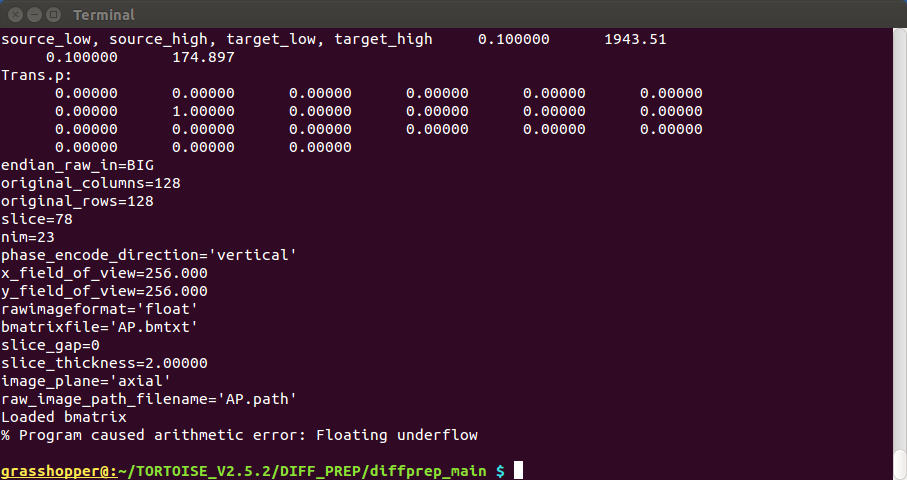 Terminal
source_low, source_high, target_low, target_high     0.100000      1943.51
     0.100000      174.897
Trans.p:
      0.00000      0.00000      0.00000      0.00000      0.00000      0.00000
      0.00000      1.00000      0.00000      0.00000      0.00000      0.00000
      0.00000      0.00000      0.00000      0.00000      0.00000      0.00000
      0.00000      0.00000      0.00000
endian_raw_in=BIG
original_columns=128
original_rows=128
slice=78
nim=23
phase_encode_direction='vertical'
x_field_of_view=256.000
y_field_of_view=256.000
rawimageformat='float'
bmatrixfile='AP.bmtxt'
slice_gap=0
slice_thickness=2.00000
image_plane='axial'
raw_image_path_filename='AP.path'
Loaded bmatrix
% Program caused arithmetic error: Floating underflow
grasshopper@:~/TORTOISE_V2.5.2/DIFF_PREP/diffprep_main $